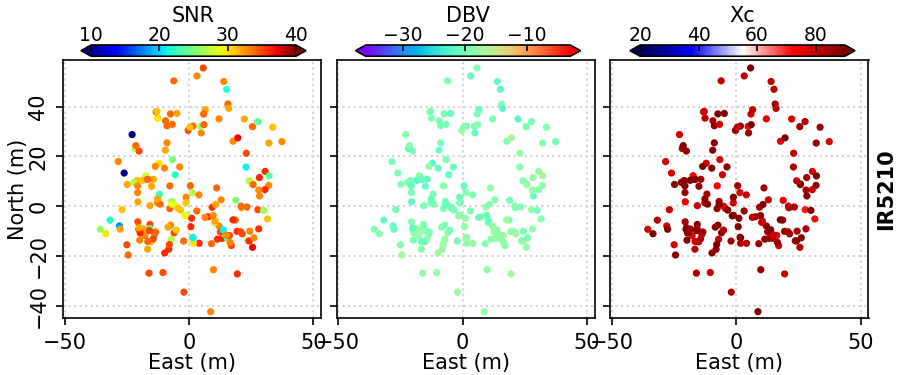 SNR DBV Xc
10 20 30 40 −30 −20 −10 20 40 60 80
40
20
0
−20
−40
North (m)
IR5210
−50 0 50 −50 0 50 −50 0 50
East (m) East (m) East (m)